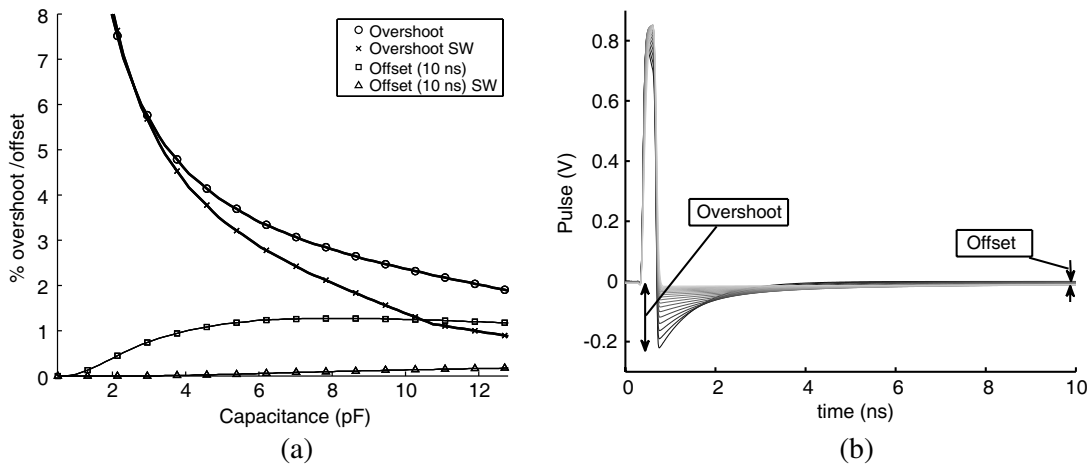 % overshoot /offset
8
7
6
5
4
3
2
1
0
2 4 6 8 10 12
Capacitance (pF)
Overshoot
Overshoot SW
Offset (10 ns)
Offset (10 ns) SW
(a)
Pulse (V)
0.8
0.6
0.4
0.2
0
-0.2
0 2 4 6 8 10
time (ns)
Overshoot
Offset
(b)